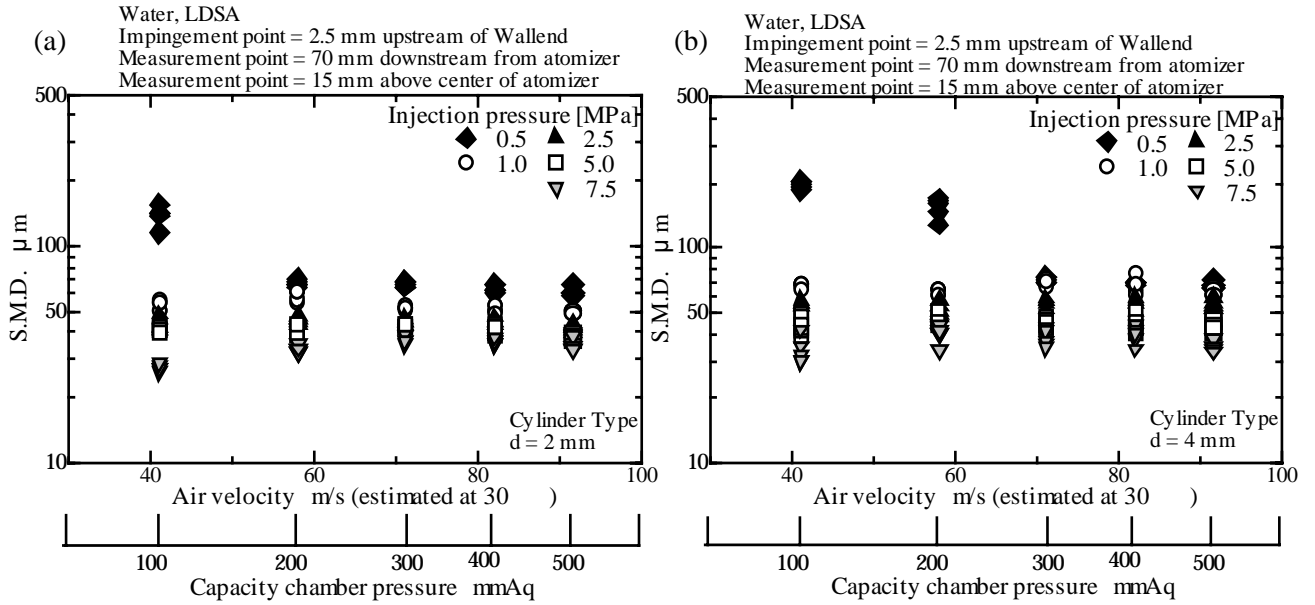 (a)
Water, LDSA
Impingement point = 2.5 mm upstream of Wallend
Measurement point = 70 mm downstream from atomizer
Measurement point = 15 mm above center of atomizer
500
100
50
10
S.M.D. μm
Injection pressure [MPa]
0.5 2.5
1.0 5.0
7.5
Cylinder Type
d = 2 mm
40 60 80 100
Air velocity m/s (estimated at 30 )
100 200 300 400 500
Capacity chamber pressure mmAq
(b)
Water, LDSA
Impingement point = 2.5 mm upstream of Wallend
Measurement point = 70 mm downstream from atomizer
Measurement point = 15 mm above center of atomizer
500
100
50
10
S.M.D. μm
Injection pressure [MPa]
0.5 2.5
1.0 5.0
7.5
Cylinder Type
d = 4 mm
40 60 80 100
Air velocity m/s (estimated at 30 )
100 200 300 400 500
Capacity chamber pressure mmAq